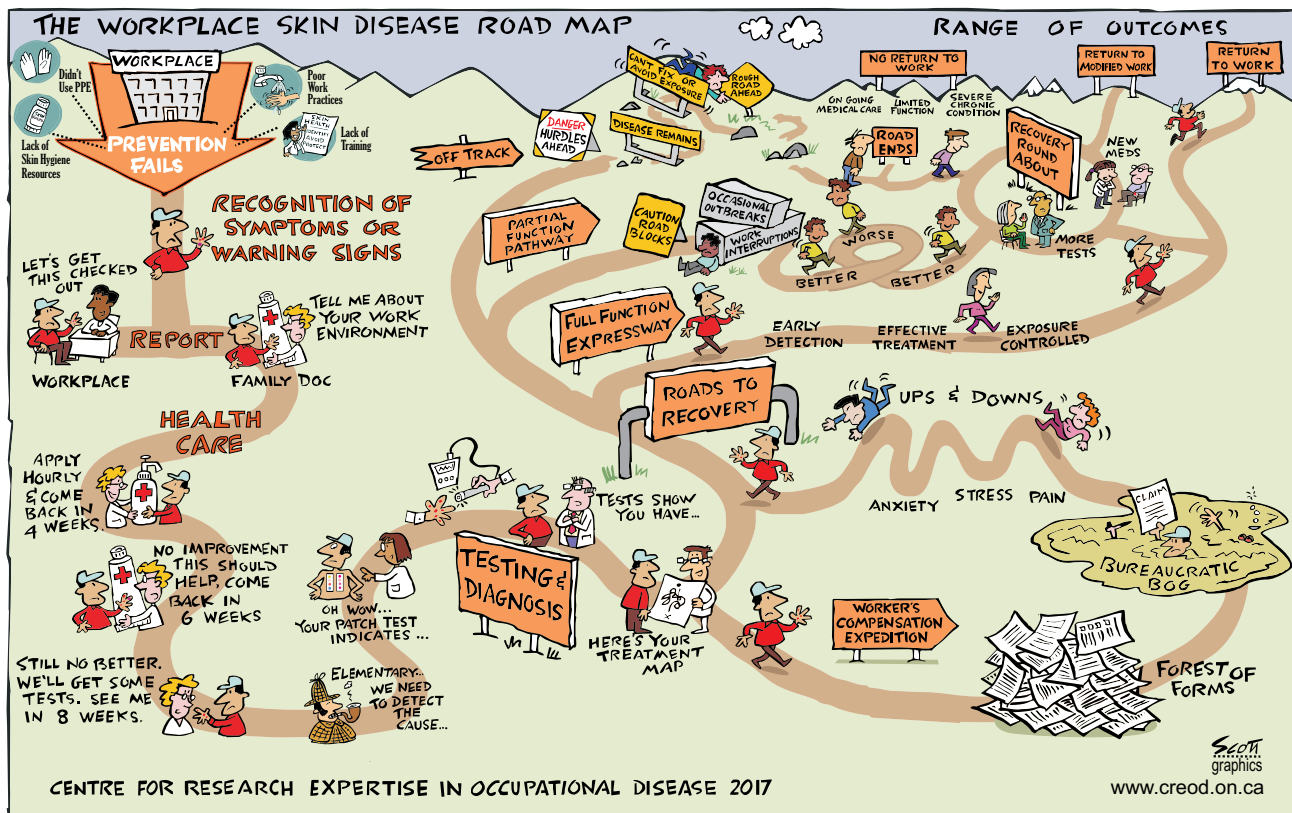 THE WORKPLACE SKIN DISEASE ROAD MAP
RANGE OF OUTCOMES
WORKPLACE
Didn't
Use PPE
Poor
Work
Practices
Lack of
Skin Hygiene
Resources
SKIN
HEALTH
IDENTIFY
AVOID
PROTECT
Lack of
Training
PREVENTION
FAILS
RECOGNITION OF
SYMPTOMS OR
WARNING SIGNS
LET'S GET
THIS CHECKED
OUT
REPORT
TELL ME ABOUT
YOUR WORK
ENVIRONMENT
WORKPLACE
FAMILY DOC
HEALTH
CARE
APPLY
HOURLY
& COME
BACK IN
4 WEEKS.
NO IMPROVEMENT
THIS SHOULD
HELP, COME
BACK IN
6 WEEKS
STILL NO BETTER.
WE'LL GET SOME
TESTS. SEE ME
IN 8 WEEKS.
ELEMENTARY...
WE NEED
TO DETECT
THE
CAUSE...
OH WOW...
YOUR PATCH TEST
INDICATES ...
TESTING &
DIAGNOSIS
TESTS SHOW
YOU HAVE...
HERE'S YOUR
TREATMENT
MAP
ROADS TO
RECOVERY
WORKER'S
COMPENSATION
EXPEDITION
FOREST OF
FORMS
CLAIM
BUREAUCRATIC
BOG
UPS & DOWNS
ANXIETY
STRESS
PAIN
FULL FUNCTION
EXPRESSWAY
EARLY
DETECTION
EFFECTIVE
TREATMENT
EXPOSURE
CONTROLLED
PARTIAL
FUNCTION
PATHWAY
CAUTION
ROAD
BLOCKS
OCCASIONAL
OUTBREAKS
WORK
INTERRUPTIONS
WORSE
BETTER
BETTER
OFF TRACK
DANGER
HURDLES
AHEAD
CAN'T FIX OR
AVOID EXPOSURE
ROUGH
ROAD
AHEAD
DISEASE REMAINS
NO RETURN TO
WORK
ON GOING
MEDICAL CARE
LIMITED
FUNCTION
SEVERE
CHRONIC
CONDITION
ROAD
ENDS
RECOVERY
ROUND
ABOUT
NEW
MEDS
MORE
TESTS
RETURN TO
MODIFIED WORK
RETURN
TO WORK
Scott
graphics
CENTRE FOR RESEARCH EXPERTISE IN OCCUPATIONAL DISEASE 2017
www.creod.on.ca